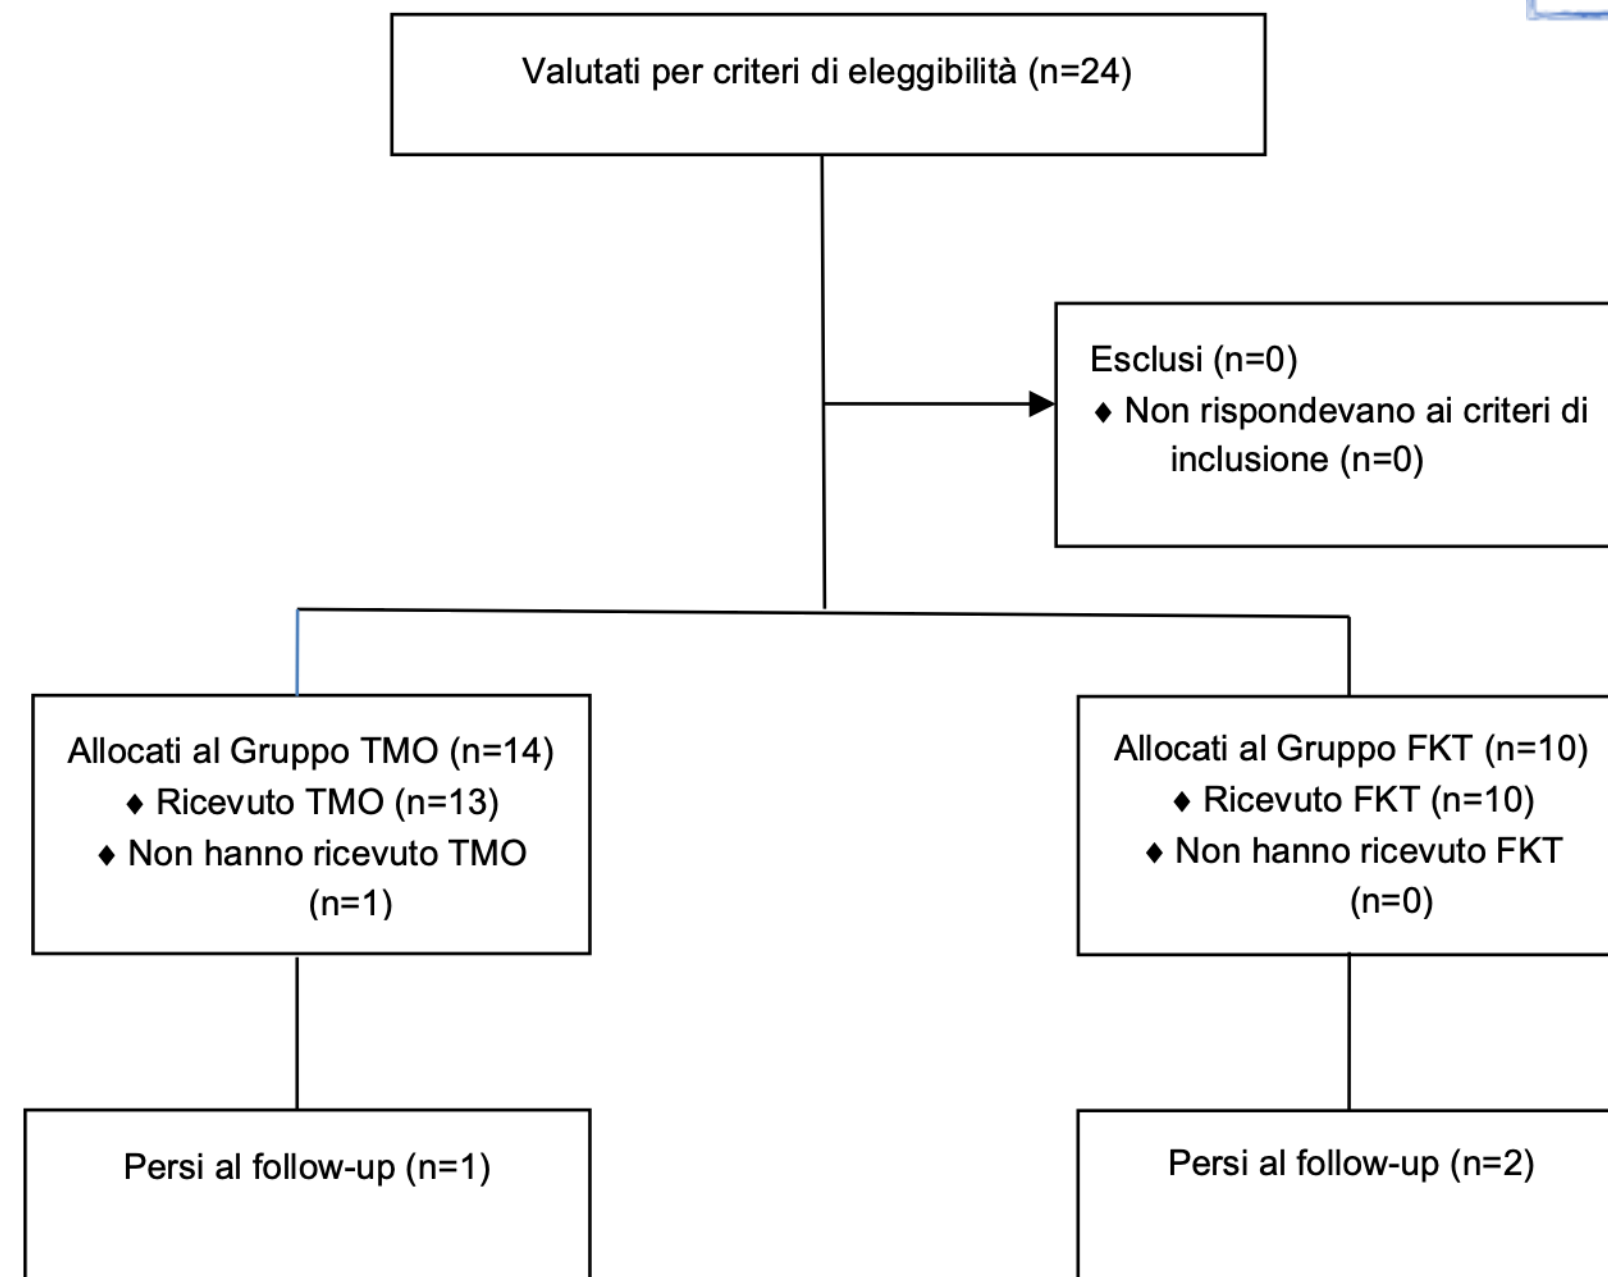 Valutati per criteri di eleggibilità (n=24)
Esclusi (n=0)
♦ Non rispondevano ai criteri di
inclusione (n=0)
Allocati al Gruppo TMO (n=14)
♦ Ricevuto TMO (n=13)
♦ Non hanno ricevuto TMO
(n=1)
Allocati al Gruppo FKT (n=10)
♦ Ricevuto FKT (n=10)
♦ Non hanno ricevuto FKT
(n=0)
Persi al follow-up (n=1)
Persi al follow-up (n=2)